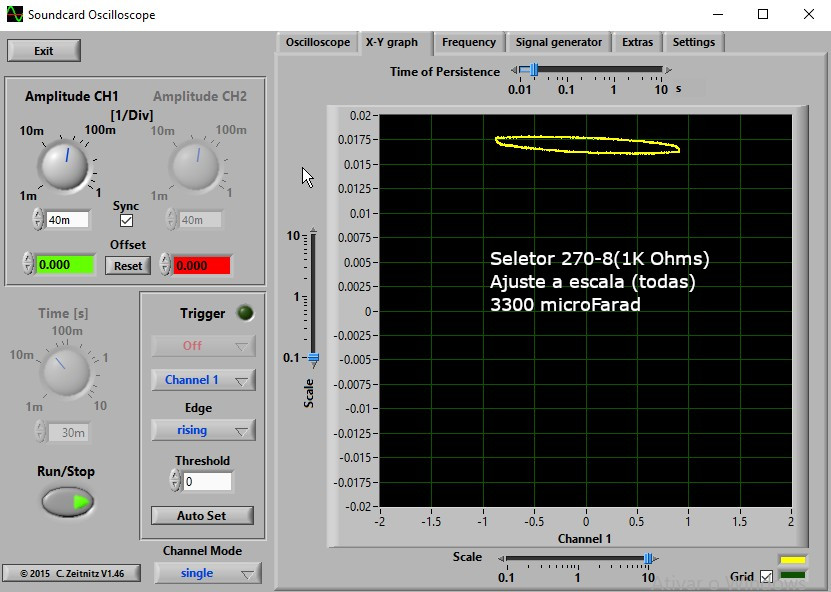 Soundcard Oscilloscope
Exit
Oscilloscope X-Y graph Frequency Signal generator Extras Settings
Time of Persistence
0.01 0.1 1 10 s
Amplitude CH1 Amplitude CH2
[1/Div]
10m 100m 10m 100m
1m 1 1m 1
Sync
40m 40m
Offset
0.000 Reset 0.000
Time [s]
100m
10m 1
1m 10
30m
Run/Stop
Trigger
Off
Channel 1
Edge
rising
Threshold
0
Auto Set
Channel Mode
single
© 2015 C. Zeitnitz V1.46
10
1
0.1
Scale
0.02
0.0175
0.015
0.0125
0.01
0.0075
0.005
0.0025
0
-0.0025
-0.005
-0.0075
-0.01
-0.0125
-0.015
-0.0175
-0.02
Seletor 270-8(1K Ohms)
Ajuste a escala (todas)
3300 microFarad
-2 -1.5 -1 -0.5 0 0.5 1 1.5 2
Channel 1
Scale
0.1 1 10
Grid
Ativar o Windows